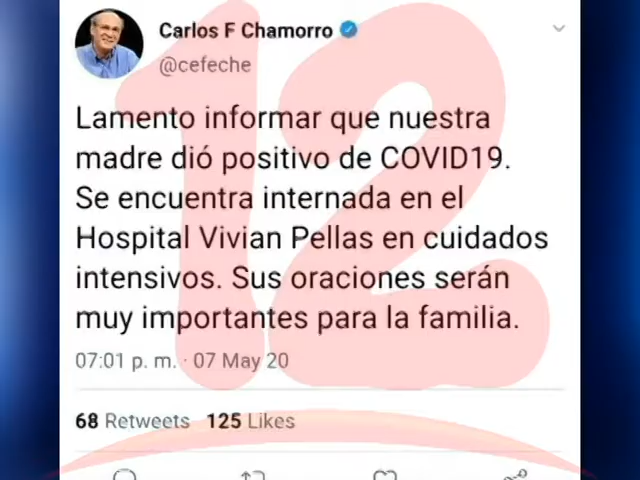 Carlos F Chamorro
@cefeche
Lamento informar que nuestra
madre dió positivo de COVID19.
Se encuentra internada en el
Hospital Vivian Pellas en cuidados
intensivos. Sus oraciones serán
muy importantes para la familia.
07:01 p. m. · 07 May 20
68 Retweets 125 Likes
12